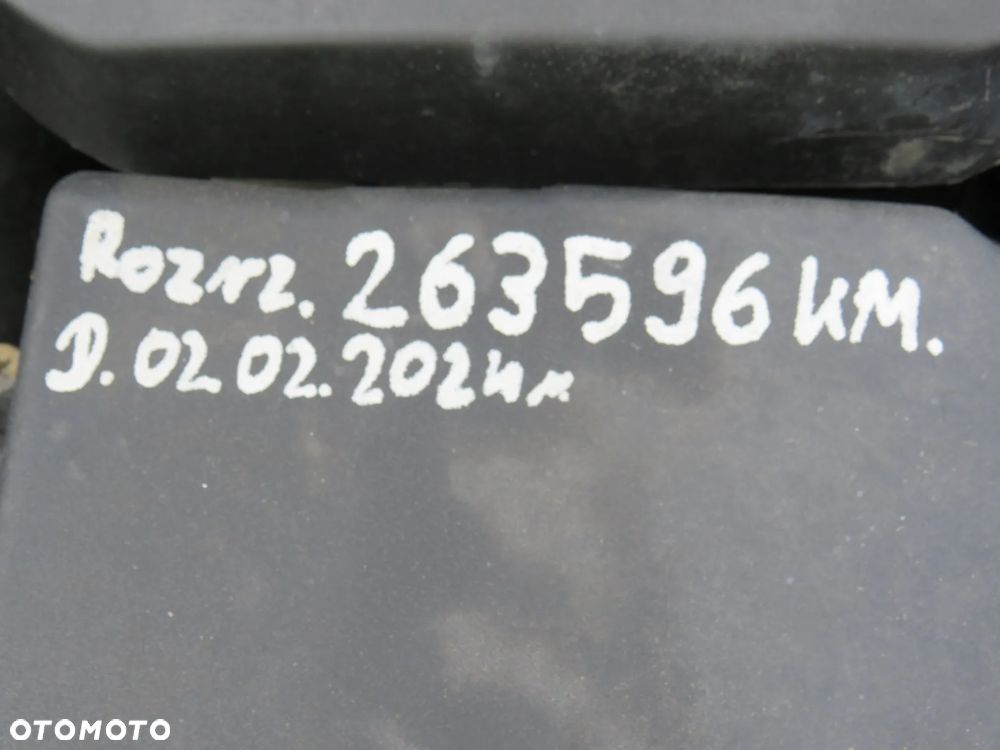 Rozrz. 263596 KM.
D. 02 02. 2024r.
OTOMOTO